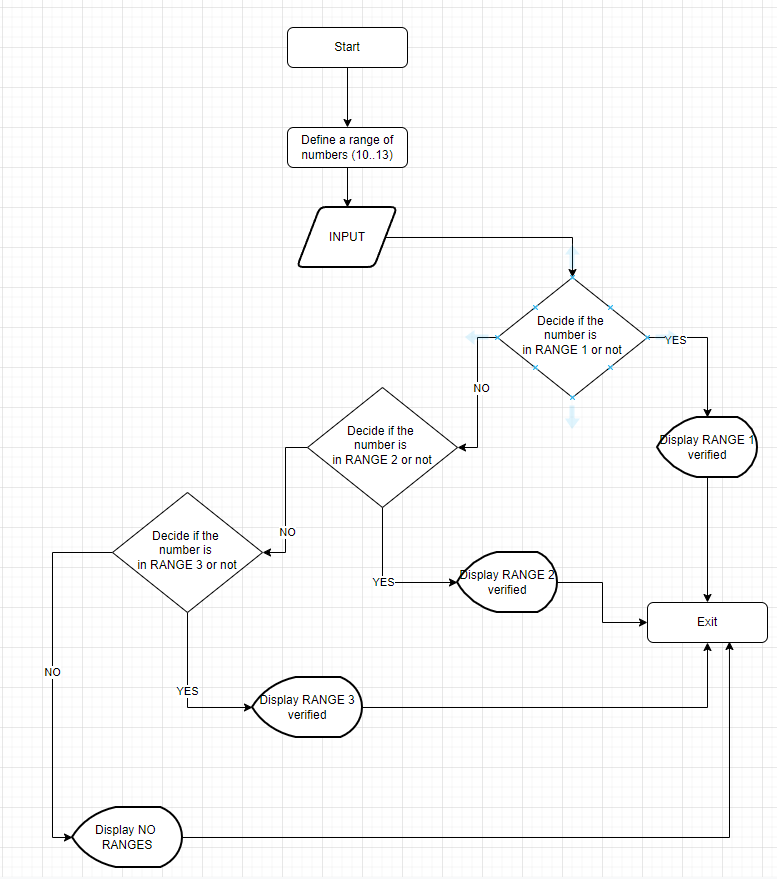 Start
Define a range of
numbers (10..13)
INPUT
Decide if the
number is
in RANGE 1 or not
YES
NO
Decide if the
number is
in RANGE 2 or not
Display RANGE 1
verified
NO
Decide if the
number is
in RANGE 3 or not
YES
Display RANGE 2
verified
Exit
NO
YES
Display RANGE 3
verified
Display NO
RANGES